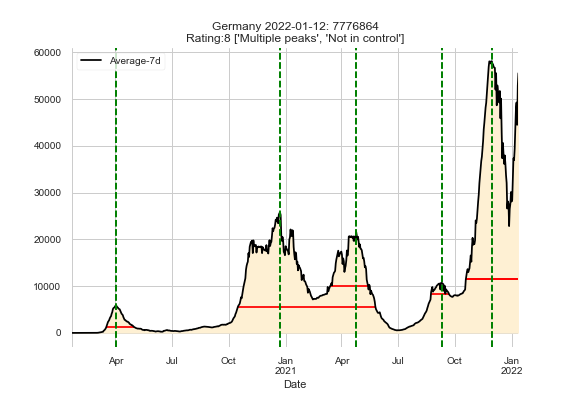 Germany 2022-01-12: 7776864
Rating:8 ['Multiple peaks', 'Not in control']
Average-7d
60000
50000
40000
30000
20000
10000
0
Apr Jul Oct Jan Apr Jul Oct Jan
2021 2022
Date